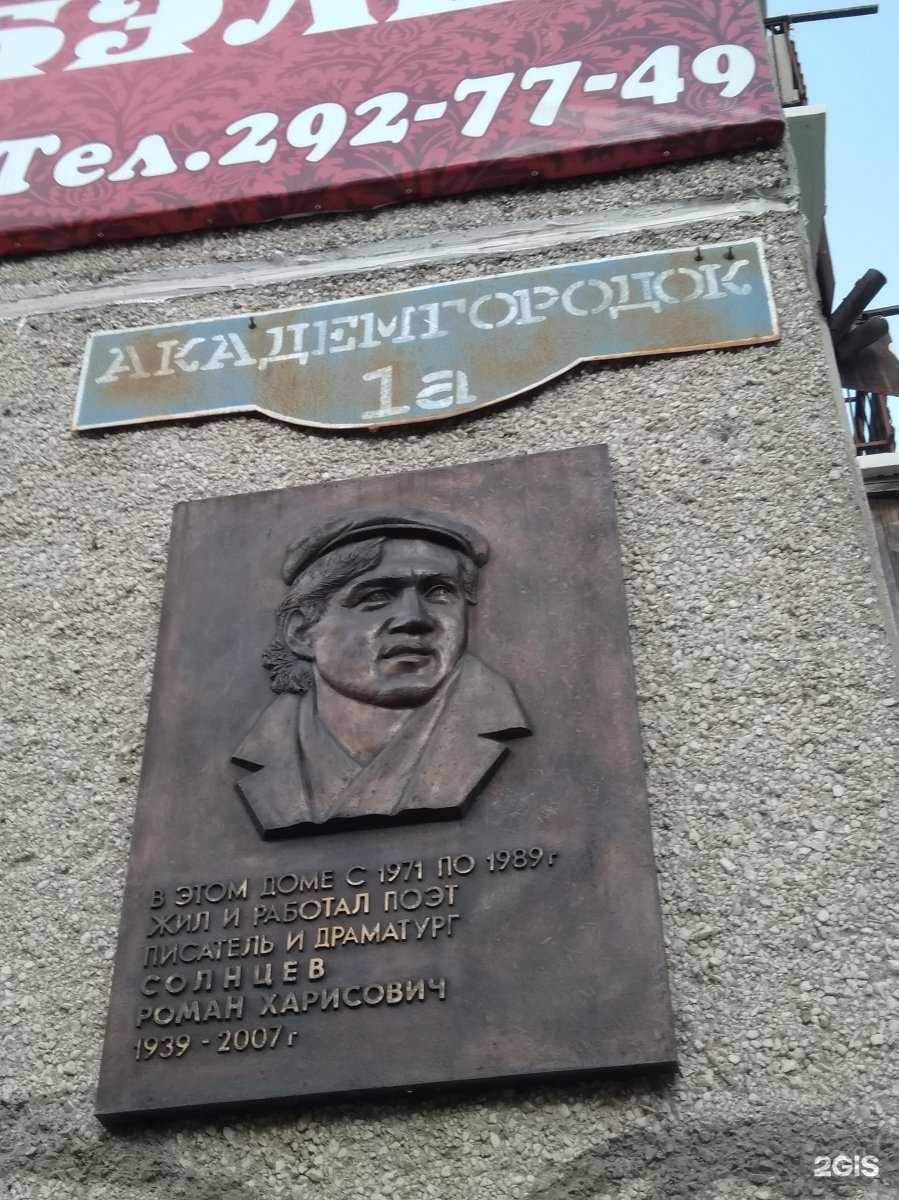 Тел.292-77-49
АКАДЕМГОРОДОК
1а
В ЭТОМ ДОМЕ С 1971 ПО 1989 г
ЖИЛ И РАБОТАЛ ПОЭТ
ПИСАТЕЛЬ И ДРАМАТУРГ
СОЛНЦЕВ
РОМАН ХАРИСОВИЧ
1939 - 2007 г
2GIS